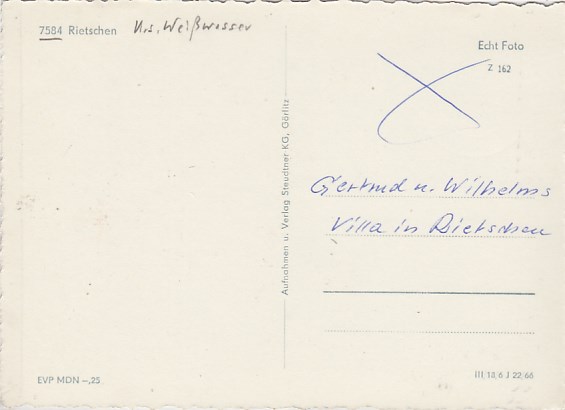 7584 Rietschen Krs. Weißwasser
Echt Foto
Z 162
Aufnahmen u. Verlag Steudtner KG, Görlitz
Gertrud u. Wilhelms
Villa in Rietschen
EVP MDN –,25
III 18 6 J 22/66